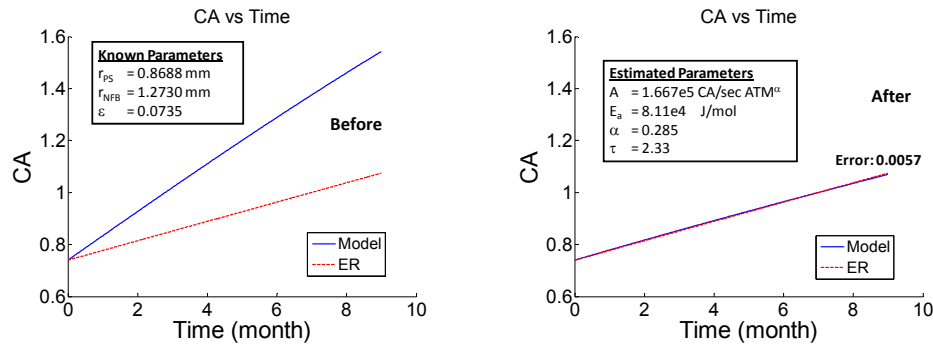 CA vs Time
1.6
1.4
1.2
1
0.8
0.6
CA
Known Parameters
r_PS = 0.8688 mm
r_NFB = 1.2730 mm
ε = 0.0735
Before
Model
ER
0 2 4 6 8 10
Time (month)
CA vs Time
1.6
1.4
1.2
1
0.8
0.6
CA
Estimated Parameters
A = 1.667e5 CA/sec ATM^α
E_a = 8.11e4 J/mol
α = 0.285
τ = 2.33
After
Error: 0.0057
Model
ER
0 2 4 6 8 10
Time (month)